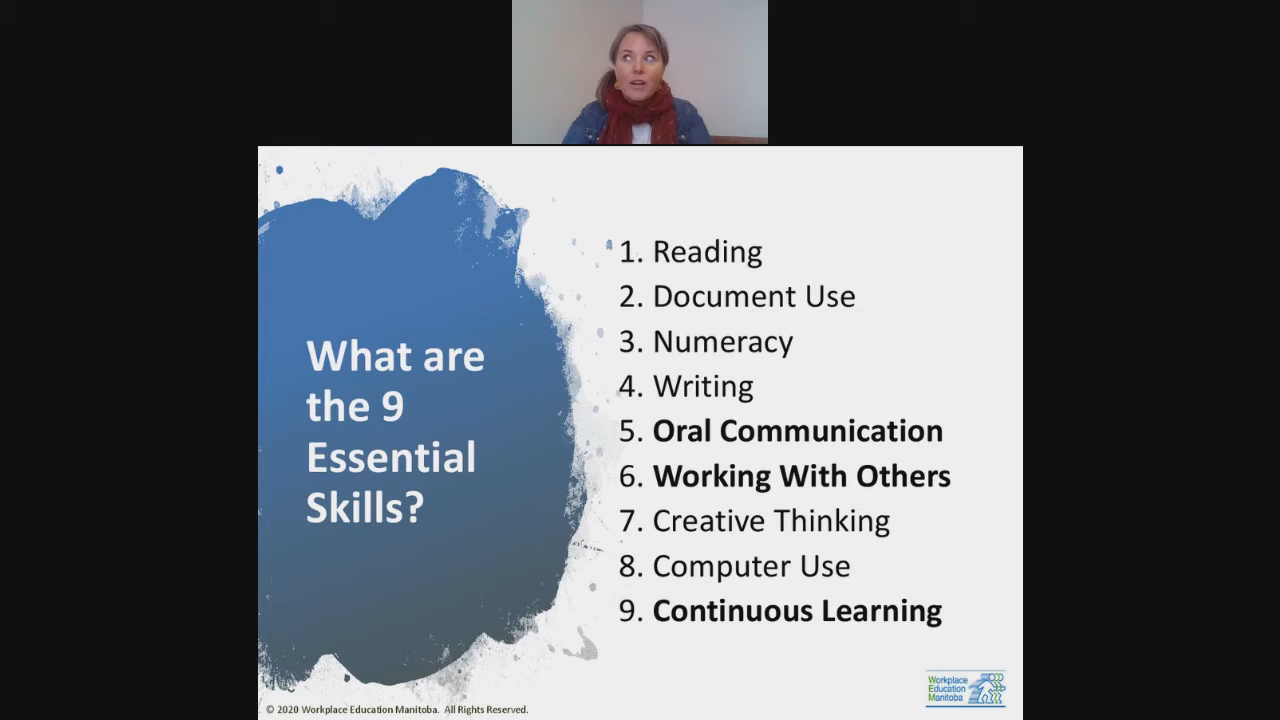 What are
the 9
Essential
Skills?
1. Reading
2. Document Use
3. Numeracy
4. Writing
5. Oral Communication
6. Working With Others
7. Creative Thinking
8. Computer Use
9. Continuous Learning
© 2020 Workplace Education Manitoba. All Rights Reserved.
Workplace
Education
Manitoba